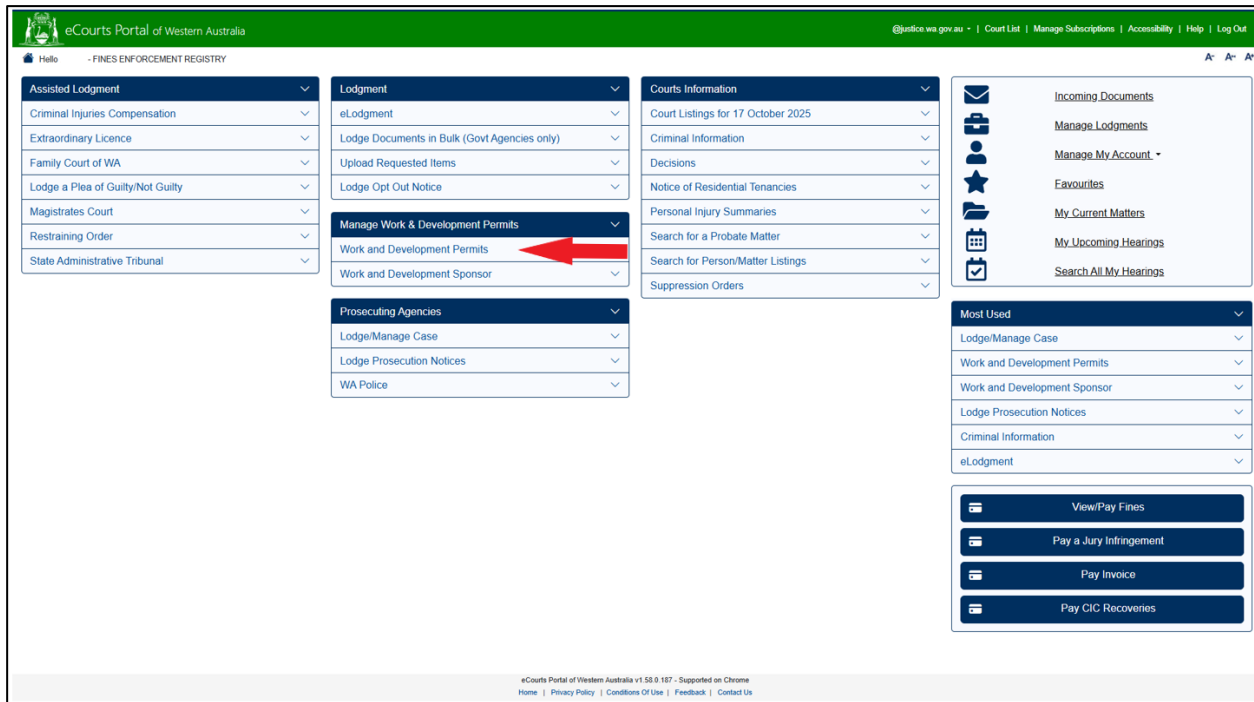 eCourts Portal of Western Australia
@justice.wa.gov.au | Court List | Manage Subscriptions | Accessibility | Help | Log Out
Hello - FINES ENFORCEMENT REGISTRY
A- A↔ A+
Assisted Lodgment
Criminal Injuries Compensation
Extraordinary Licence
Family Court of WA
Lodge a Plea of Guilty/Not Guilty
Magistrates Court
Restraining Order
State Administrative Tribunal
Lodgment
eLodgment
Lodge Documents in Bulk (Govt Agencies only)
Upload Requested Items
Lodge Opt Out Notice
Manage Work & Development Permits
Work and Development Permits
Work and Development Sponsor
Prosecuting Agencies
Lodge/Manage Case
Lodge Prosecution Notices
WA Police
Courts Information
Court Listings for 17 October 2025
Criminal Information
Decisions
Notice of Residential Tenancies
Personal Injury Summaries
Search for a Probate Matter
Search for Person/Matter Listings
Suppression Orders
Incoming Documents
Manage Lodgments
Manage My Account
Favourites
My Current Matters
My Upcoming Hearings
Search All My Hearings
Most Used
Lodge/Manage Case
Work and Development Permits
Work and Development Sponsor
Lodge Prosecution Notices
Criminal Information
eLodgment
View/Pay Fines
Pay a Jury Infringement
Pay Invoice
Pay CIC Recoveries
eCourts Portal of Western Australia v1.58.0.187 - Supported on Chrome
Home | Privacy Policy | Conditions Of Use | Feedback | Contact Us